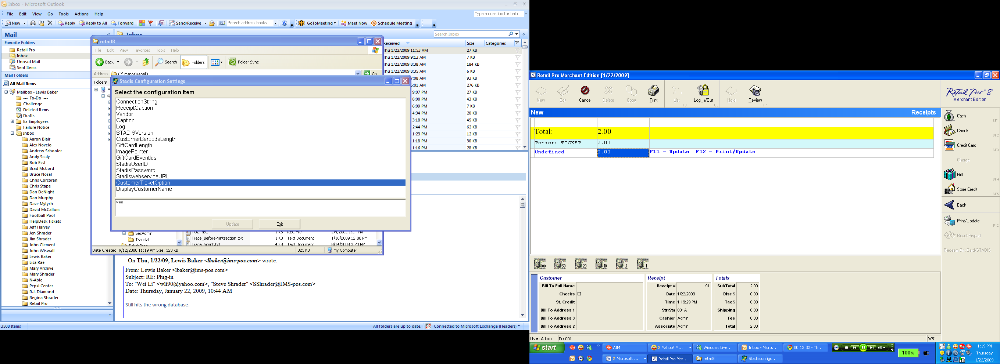 Inbox - Microsoft Outlook
File Edit View Go Tools Actions Help
Type a question for help
New Reply Reply to All Forward Send/Receive Search address books GoToMeeting Meet Now Schedule Meeting
Mail
Favorite Folders
Retail Pro
Inbox
Unread Mail
Sent Items
Mail Folders
All Mail Items
Mailbox - Lewis Baker
--- To-Do ---
Challenge
Deleted Items
Drafts
Ex-Employees
Failure Notice
Inbox
Aaron Blair
Alex Novelo
Andrew Schooler
Andy Sealy
Bob Essl
Brad McCord
Bruce Nosal
Chris Corcoran
Chris Stape
Dan DeNight
Dan Murphy
Dave Mytych
David McCallum
Football Pool
HelpDesk Tickets
Jeff Harvey
Jen Shrader
Jim Shrader
John Clement
John Wiswall
Lewis Baker
Lisa Rae
Mary Archive
Mary Shrader
N-Able
Pepsi Center
R.J. Diamond
Regina Shrader
Retail Pro
3508 Items
Inbox
Search Inbox
Received Size Categories
Thu 1/22/2009 11:53 AM 27 KB
Thu 1/22/2009 9:13 AM 7 KB
Thu 1/22/2009 8:38 AM 184 KB
Thu 1/22/2009 8:35 AM 6 KB
7:08 AM 93 KB
5:01 AM 276 KB
9:07 PM 27 KB
8:00 PM 43 KB
6:09 PM 7 KB
4:34 PM 20 KB
3:18 PM 45 KB
2:44 PM 62 KB
1:23 PM 12 KB
1:18 PM 30 KB
1:16 PM 28 KB
retail8
File Edit View Favorites Tools Help
Back Search Folders Folder Sync
Address C:\imspos\retail8 Go
Folders
Stadis Configuration Settings
Select the configuration Item
ConnectionString
ReceiptCaption
Vendor
Caption
Log
STADISVersion
CustomerBarcodeLength
GiftCardLength
ImagePointer
GiftCardEventIds
StadisUserID
StadisPassword
StadiswebserviceURL
CustomerTicketOption
DisplayCustomerName
YES
Update Exit
SecAdmin
Translat
TicketCheck
TOZ.REC 1 KB REC File 2/4/2002 1:24 PM
Trace_BeforePrintsection.txt 1 KB Text Document 1/16/2009 12:00 PM
Trace_Script.txt 4 KB Text Document 8/14/2008 3:23 PM
Date Created: 9/12/2008 11:19 AM Size: 323 KB 323 KB My Computer
--- On Thu, 1/22/09, Lewis Baker <lbaker@ims-pos.com> wrote:
From: Lewis Baker <lbaker@ims-pos.com>
Subject: RE: Plug-in
To: "Wei Li" <wli90@yahoo.com>, "Steve Shrader" <SShrader@IMS-pos.com>
Date: Thursday, January 22, 2009, 10:44 AM
Still hits the wrong database.
All folders are up to date. Connected to Microsoft Exchange (Headers)
Retail Pro Merchant Edition [1/22/2009]
New Edit Cancel Delete Copy Print List Log In/Out Hold Review
F8 CL F7
Retail Pro 8
Merchant Edition
New Receipts
Total: 2.00
Tender: TICKET 2.00
Undefined 0.00 F11 = Update F12 = Print/Update
Cash
SF1
Check
SF2
Credit Card
SF3
Charge
Gift
SF4
Store Credit
SF5
Back
Print/Update
F12
Reset Pinpad
Redeem Gift Card/STADIS
100 50 20 10 5 1
Customer
Bill To Full Name
Checks
St. Credit
Bill To Address 1
Bill To Address 3
Bill To Address 2
Receipt
Receipt # 91
Date 1/22/2009
Time 1:19:29 PM
Str/Sta 001A
Cashier Admin
Associate Admin
Totals
SubTotal 2.00
Disc $ 0.00
Tax $ 0.00
Shipping 0.00
Fee 0.00
Total 2.00
User: Admin Pr: 001 WS1
start AIM 2 Yahoo! M... Windows Live... Inbox - Micro... 00:13:32 - Th...
2 Microsoft ... Retail Pro Mer... retail8 Stadisconfigu...
100%
1:19 PM
Thursday
1/22/2009